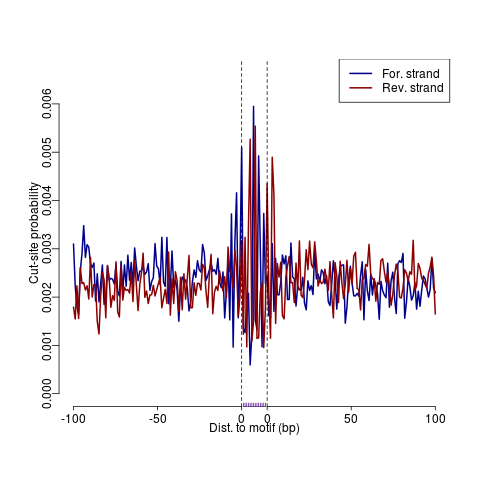 For. strand
Rev. strand
Cut-site probability
0.006
0.005
0.004
0.003
0.002
0.001
0.000
-100 -50 0 0 50 100
Dist. to motif (bp)